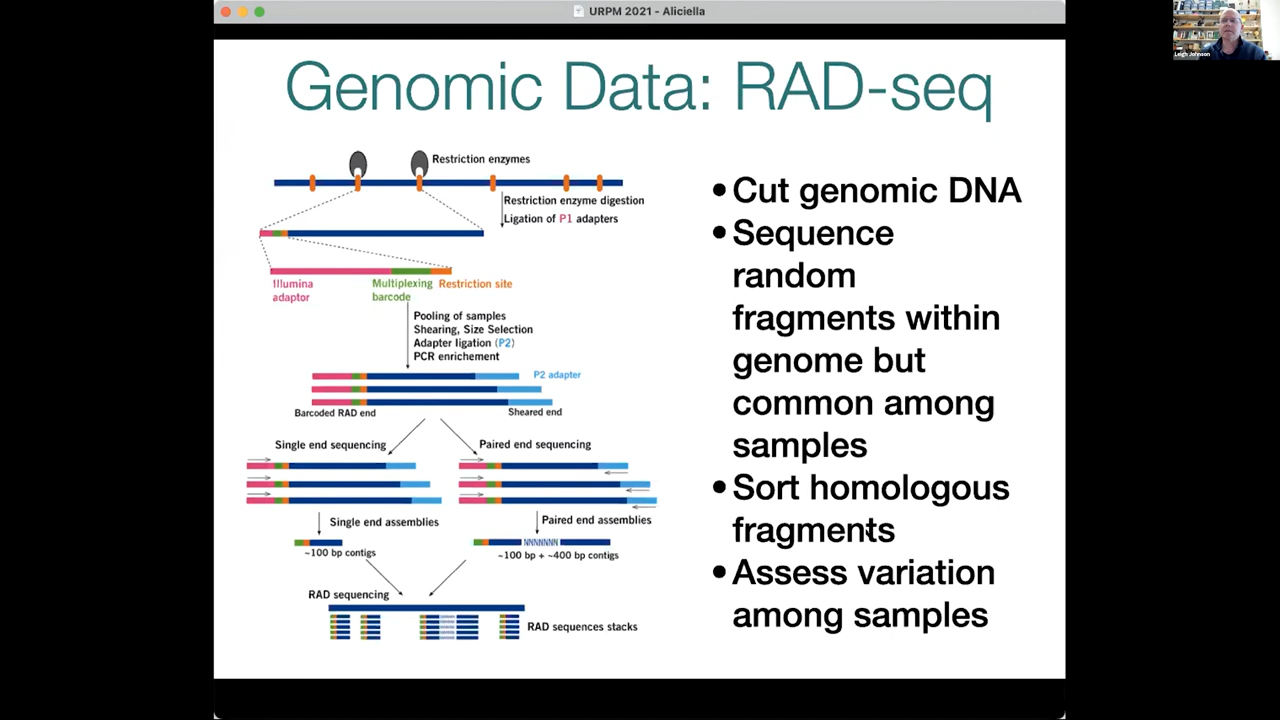 URPM 2021 - Aliciella
Leigh Johnson
Genomic Data: RAD-seq
Restriction enzymes
Restriction enzyme digestion
Ligation of P1 adapters
Illumina
adaptor
Multiplexing
barcode
Restriction site
Pooling of samples
Shearing, Size Selection
Adapter ligation (P2)
PCR enrichement
P2 adapter
Barcoded RAD end
Sheared end
Single end sequencing
Paired end sequencing
Single end assemblies
Paired end assemblies
~100 bp contigs
NNNNNNN
~100 bp + ~400 bp contigs
RAD sequencing
RAD sequences stacks
•Cut genomic DNA
•Sequence
random
fragments within
genome but
common among
samples
•Sort homologous
fragments
•Assess variation
among samples